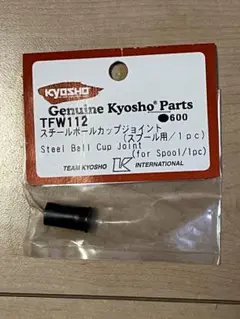 KYOSHO
Genuine Kyosho Parts
TFW112 ●600
スチールボールカップジョイント
(スプール用/1pc)
Steel Ball Cup Joint
(for Spool/1pc)
TEAM KYOSHO INTERNATIONAL